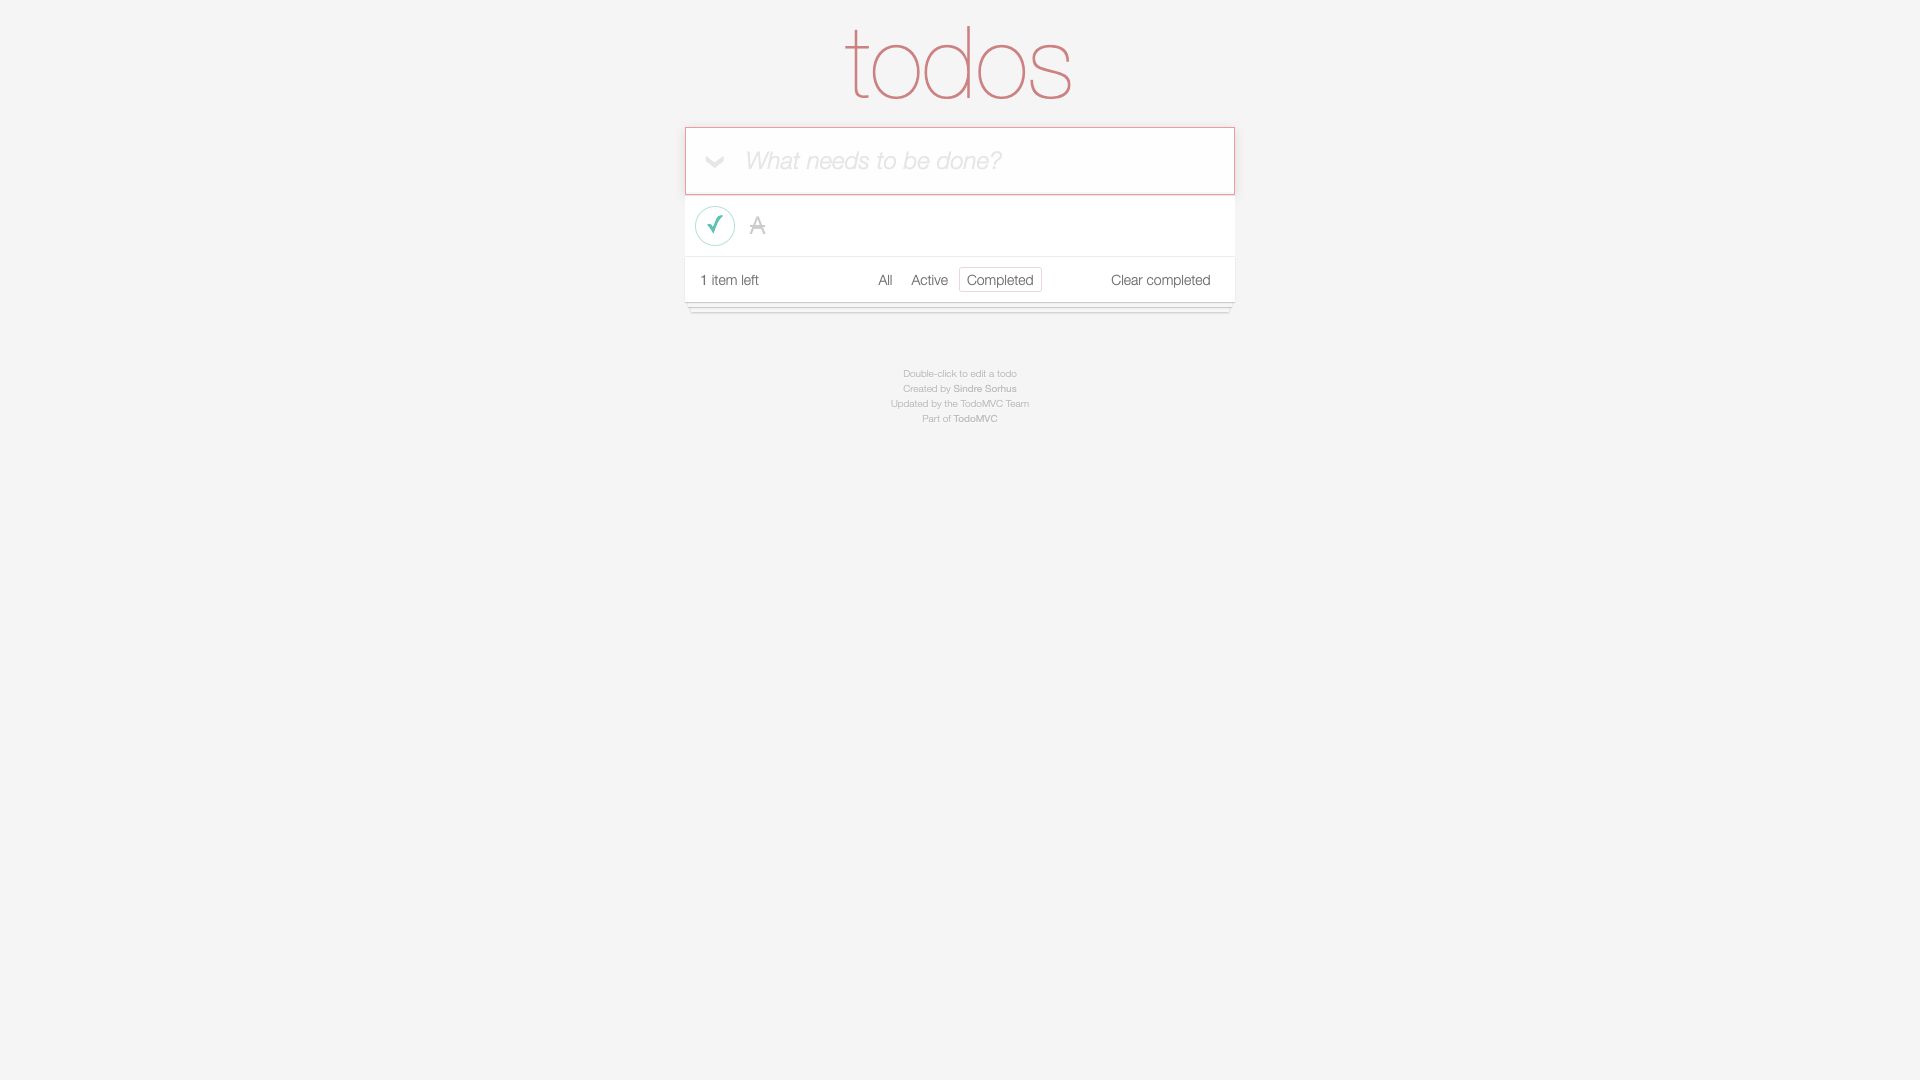 todos
What needs to be done?
A
1 item left
All Active Completed
Clear completed
Double-click to edit a todo
Created by Sindre Sorhus
Updated by the TodoMVC Team
Part of TodoMVC